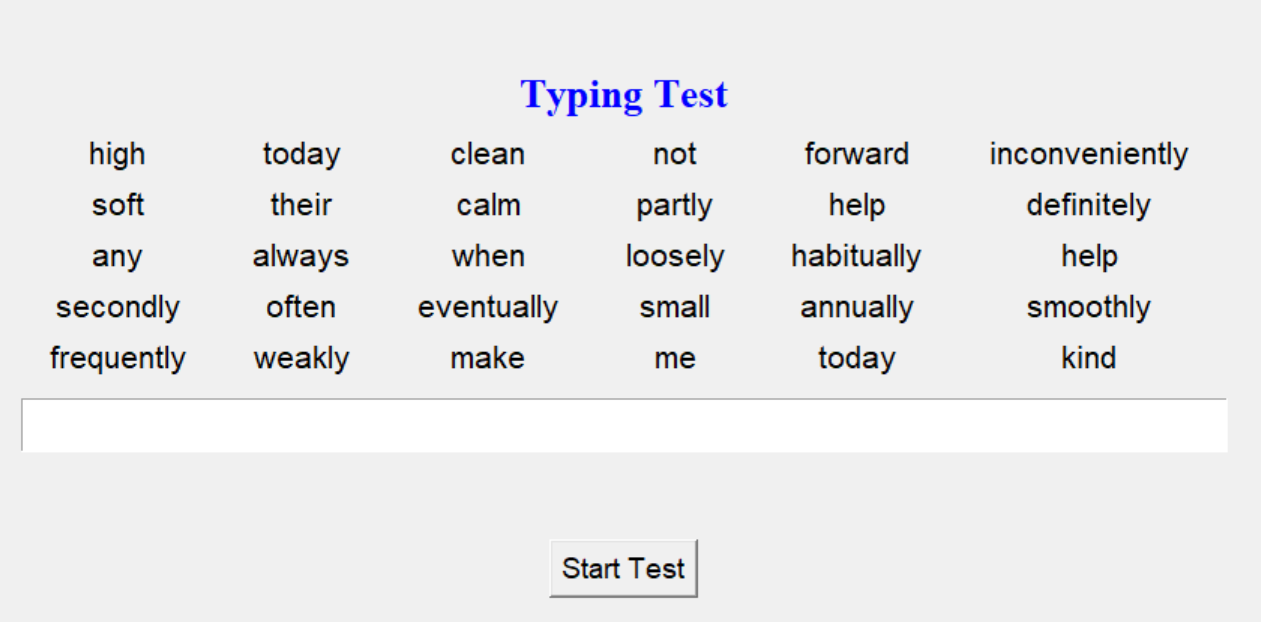 Typing Test
high today clean not forward inconveniently
soft their calm partly help definitely
any always when loosely habitually help
secondly often eventually small annually smoothly
frequently weakly make me today kind
Start Test